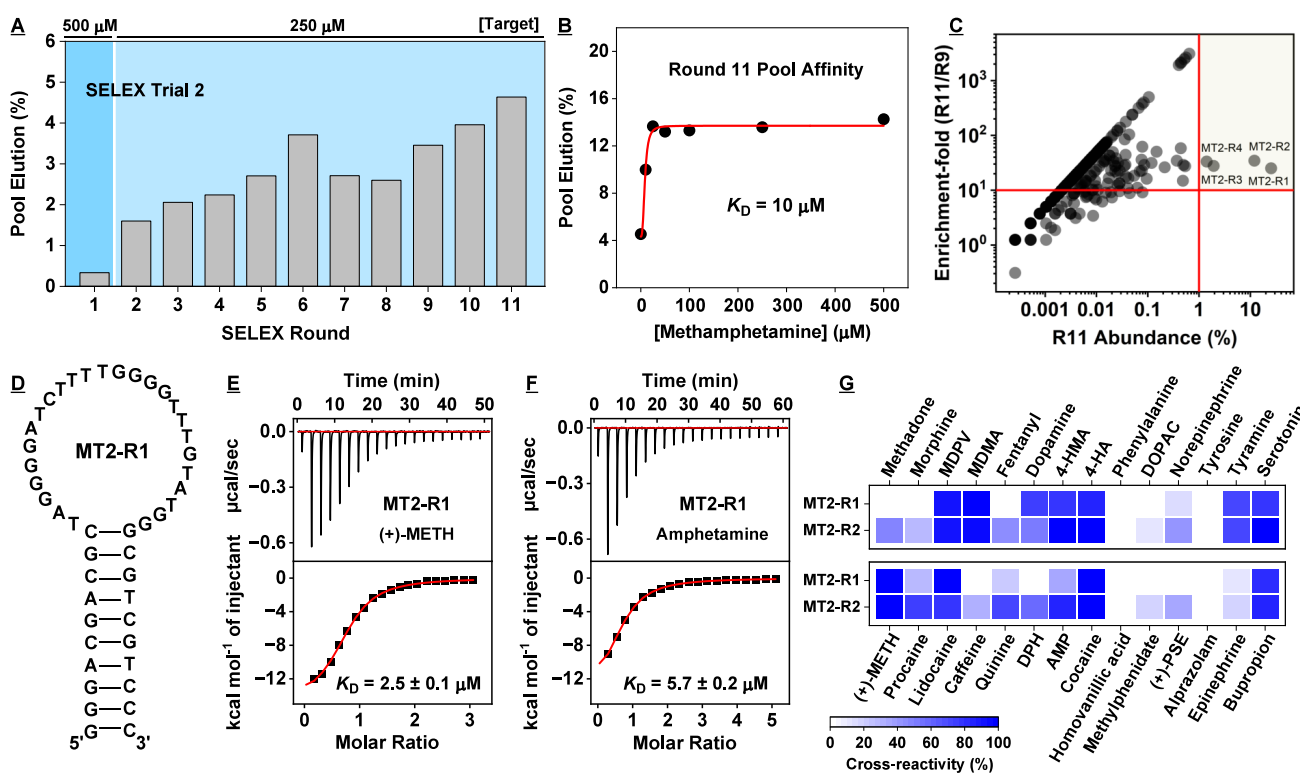 A
500 μM
250 μM
[Target]
SELEX Trial 2
Pool Elution (%)
6
5
4
3
2
1
0
1 2 3 4 5 6 7 8 9 10 11
SELEX Round
B
Round 11 Pool Affinity
Pool Elution (%)
20
16
12
8
4
0
K_D = 10 μM
0 100 200 300 400 500
[Methamphetamine] (μM)
C
Enrichment-fold (R11/R9)
10³
10²
10¹
10⁰
MT2-R4 MT2-R2
MT2-R3 MT2-R1
0.001 0.01 0.1 1 10
R11 Abundance (%)
D
MT2-R1
5'G
3'
E
Time (min)
0 10 20 30 40 50
μcal/sec
0.0
−0.3
−0.6
MT2-R1
(+)-METH
kcal mol⁻¹ of injectant
0
−4
−8
−12
K_D = 2.5 ± 0.1 μM
0 1 2 3
Molar Ratio
F
Time (min)
0 10 20 30 40 50 60
μcal/sec
0.0
−0.3
−0.6
MT2-R1
Amphetamine
kcal mol⁻¹ of injectant
0
−4
−8
−12
K_D = 5.7 ± 0.2 μM
0 1 2 3 4 5
Molar Ratio
G
Methadone
Morphine
MDPV
MDMA
Fentanyl
Dopamine
4-HMA
4-HA
Phenylalanine
DOPAC
Norepinephrine
Tyrosine
Tyramine
Serotonin
MT2-R1
MT2-R2
MT2-R1
MT2-R2
(+)-METH
Procaine
Lidocaine
Caffeine
Quinine
DPH
AMP
Cocaine
Homovanillic acid
Methylphenidate
(+)-PSE
Alprazolam
Epinephrine
Bupropion
0 20 40 60 80 100
Cross-reactivity (%)